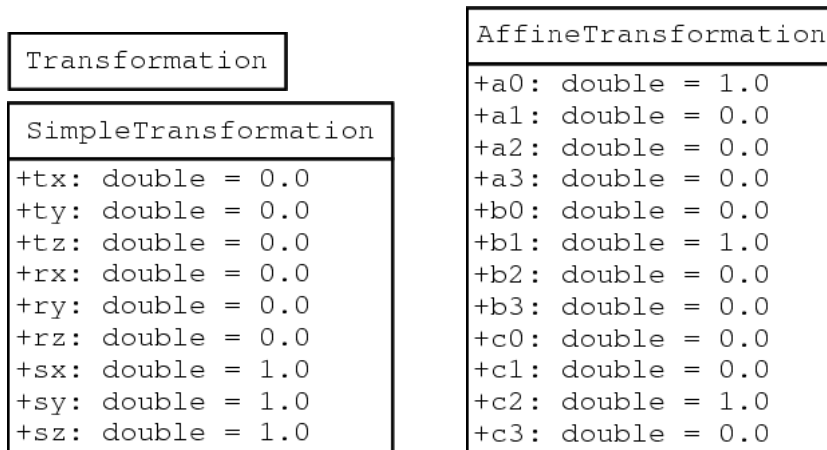 Transformation
SimpleTransformation
+tx: double = 0.0
+ty: double = 0.0
+tz: double = 0.0
+rx: double = 0.0
+ry: double = 0.0
+rz: double = 0.0
+sx: double = 1.0
+sy: double = 1.0
+sz: double = 1.0
AffineTransformation
+a0: double = 1.0
+a1: double = 0.0
+a2: double = 0.0
+a3: double = 0.0
+b0: double = 0.0
+b1: double = 1.0
+b2: double = 0.0
+b3: double = 0.0
+c0: double = 0.0
+c1: double = 0.0
+c2: double = 1.0
+c3: double = 0.0